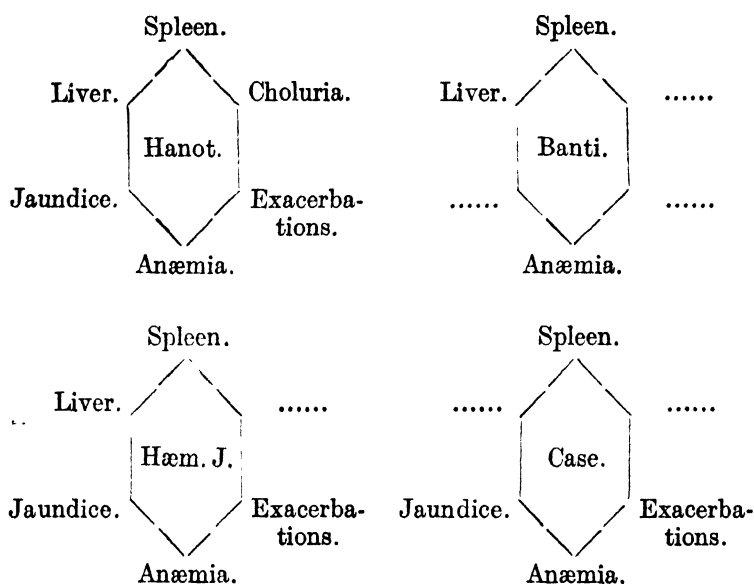 Spleen. Spleen.
Liver. Choluria. Liver. ......
Hanot. Banti.
Jaundice. Exacerba- ...... ......
tions.
Anæmia. Anæmia.
Spleen. Spleen.
Liver. ...... ...... ......
Hæm. J. Case.
Jaundice. Exacerba- Jaundice. Exacerba-
tions. tions.
Anæmia. Anæmia.